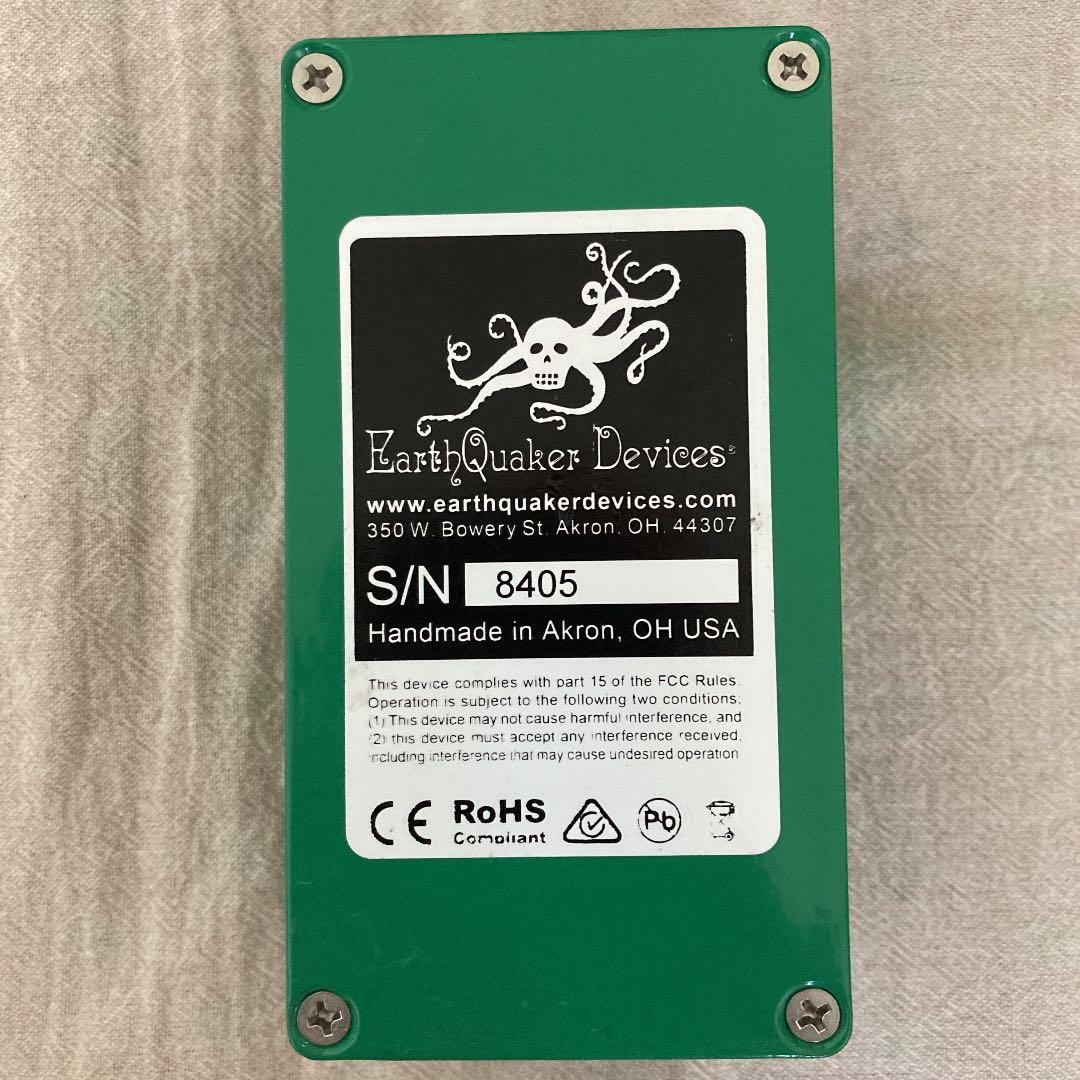 EarthQuaker Devices®
www.earthquakerdevices.com
350 W. Bowery St. Akron, OH. 44307
S/N 8405
Handmade in Akron, OH USA
This device complies with part 15 of the FCC Rules.
Operation is subject to the following two conditions:
(1) This device may not cause harmful interference, and
(2) this device must accept any interference received,
including interference that may cause undesired operation
CE RoHS Compliant Pb